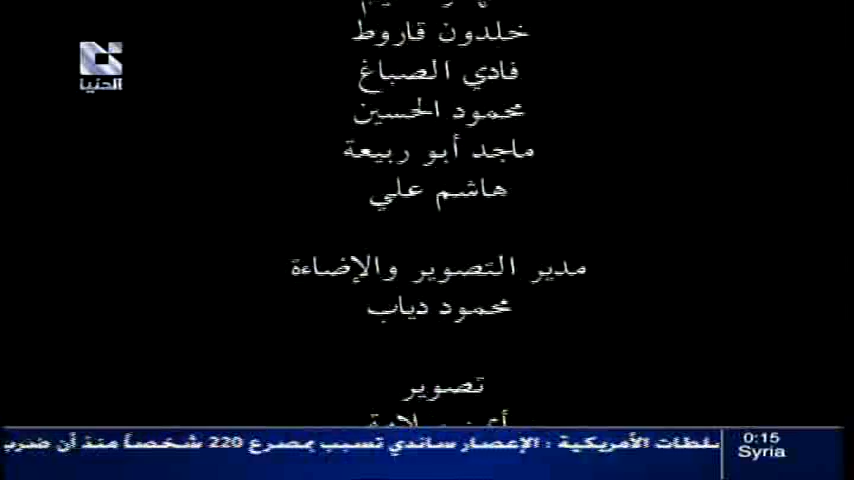 خلدون قاروط
الدنيا
فادي الصباغ
محمود الحسين
ماجد أبو ربيعة
هاشم علي
مدير التصوير والإضاءة
محمود دياب
تصوير
سلطات الأمريكية : الإعصار ساندي تسبب بمصرع 220 شخصاً منذ أن ضرب
0:15
Syria